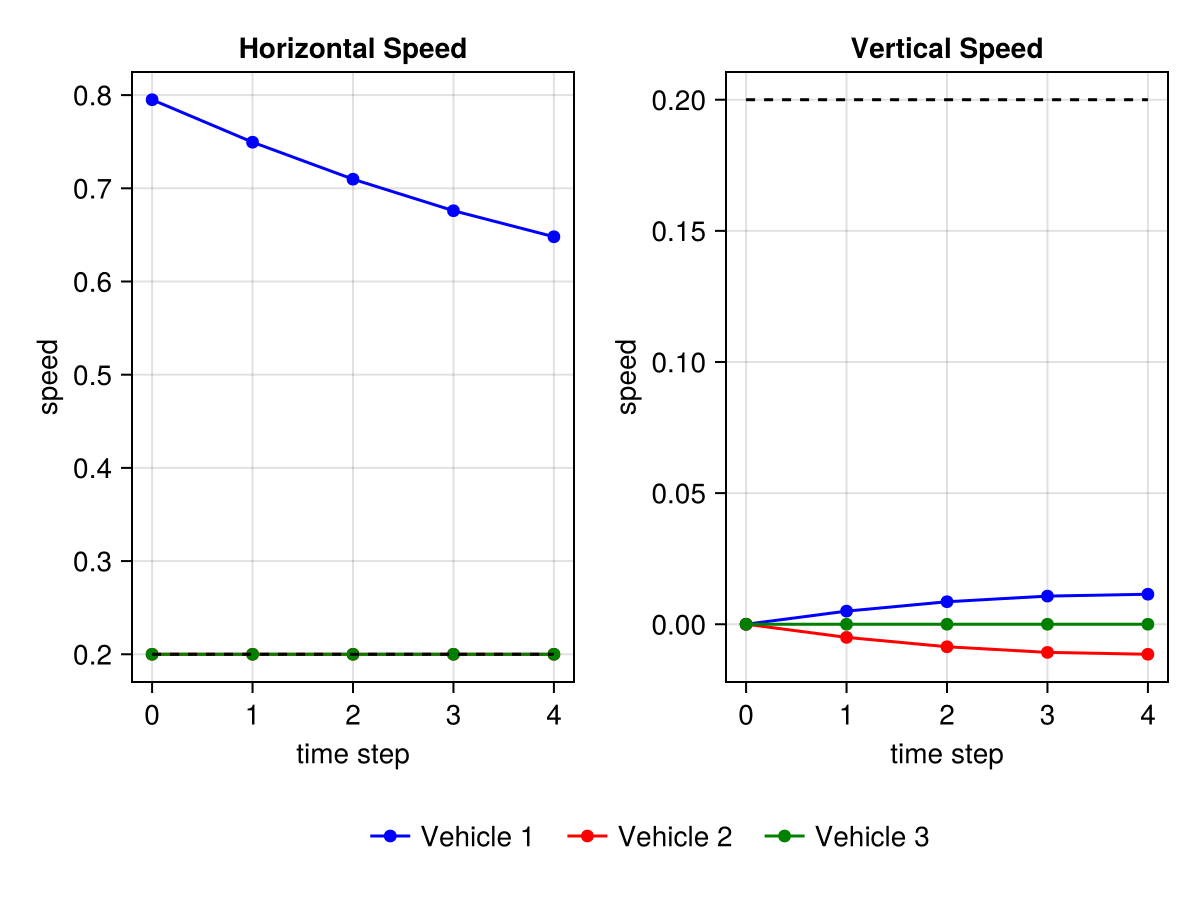 Horizontal Speed
0.8
0.7
0.6
0.5
0.4
0.3
0.2
speed
0 1 2 3 4
time step
Vertical Speed
0.20
0.15
0.10
0.05
0.00
speed
0 1 2 3 4
time step
Vehicle 1 Vehicle 2 Vehicle 3